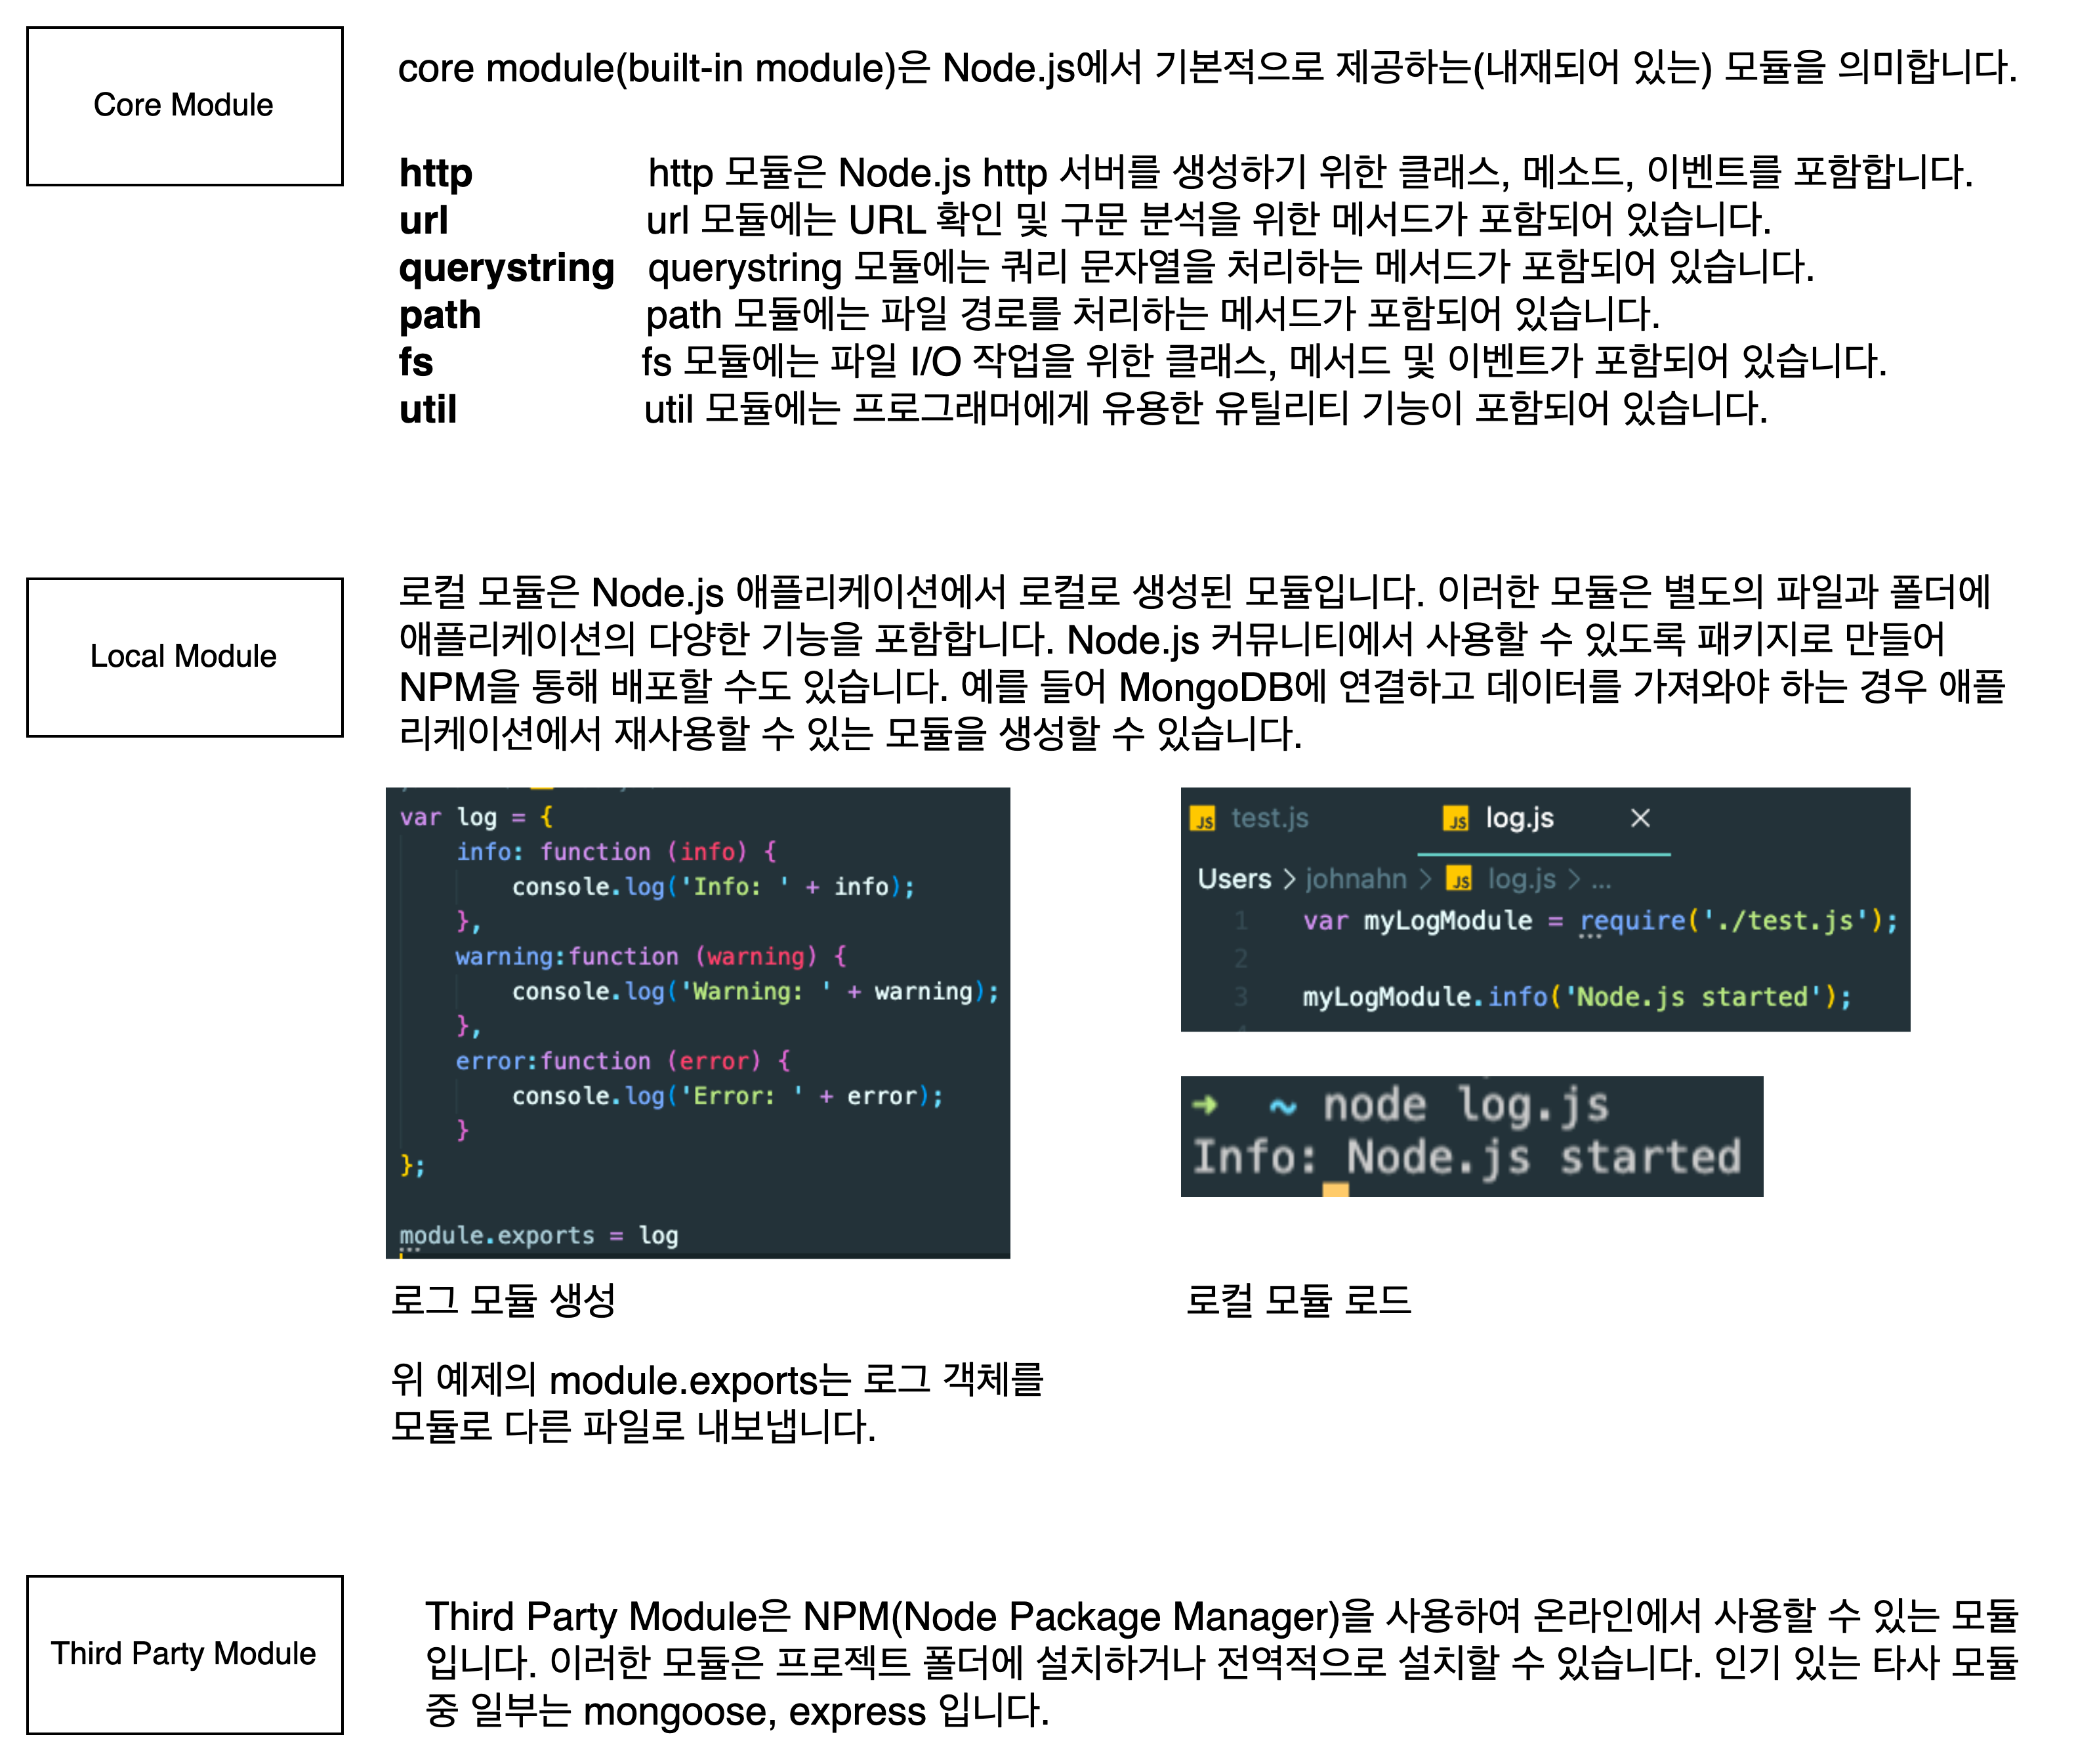 Core Module
core module(built-in module)은 Node.js에서 기본적으로 제공하는(내재되어 있는) 모듈을 의미합니다.
http http 모듈은 Node.js http 서버를 생성하기 위한 클래스, 메소드, 이벤트를 포함합니다.
url url 모듈에는 URL 확인 및 구문 분석을 위한 메서드가 포함되어 있습니다.
querystring querystring 모듈에는 쿼리 문자열을 처리하는 메서드가 포함되어 있습니다.
path path 모듈에는 파일 경로를 처리하는 메서드가 포함되어 있습니다.
fs fs 모듈에는 파일 I/O 작업을 위한 클래스, 메서드 및 이벤트가 포함되어 있습니다.
util util 모듈에는 프로그래머에게 유용한 유틸리티 기능이 포함되어 있습니다.
Local Module
로컬 모듈은 Node.js 애플리케이션에서 로컬로 생성된 모듈입니다. 이러한 모듈은 별도의 파일과 폴더에
애플리케이션의 다양한 기능을 포함합니다. Node.js 커뮤니티에서 사용할 수 있도록 패키지로 만들어
NPM을 통해 배포할 수도 있습니다. 예를 들어 MongoDB에 연결하고 데이터를 가져와야 하는 경우 애플
리케이션에서 재사용할 수 있는 모듈을 생성할 수 있습니다.
var log = {
info: function (info) {
console.log('Info: ' + info);
},
warning:function (warning) {
console.log('Warning: ' + warning);
},
error:function (error) {
console.log('Error: ' + error);
}
};
module.exports = log
로그 모듈 생성
위 예제의 module.exports는 로그 객체를
모듈로 다른 파일로 내보냅니다.
JS test.js JS log.js ×
Users > johnahn > JS log.js > ...
1 var myLogModule = require('./test.js');
2
3 myLogModule.info('Node.js started');
➜ ~ node log.js
Info: Node.js started
로컬 모듈 로드
Third Party Module
Third Party Module은 NPM(Node Package Manager)을 사용하여 온라인에서 사용할 수 있는 모듈
입니다. 이러한 모듈은 프로젝트 폴더에 설치하거나 전역적으로 설치할 수 있습니다. 인기 있는 타사 모듈
중 일부는 mongoose, express 입니다.